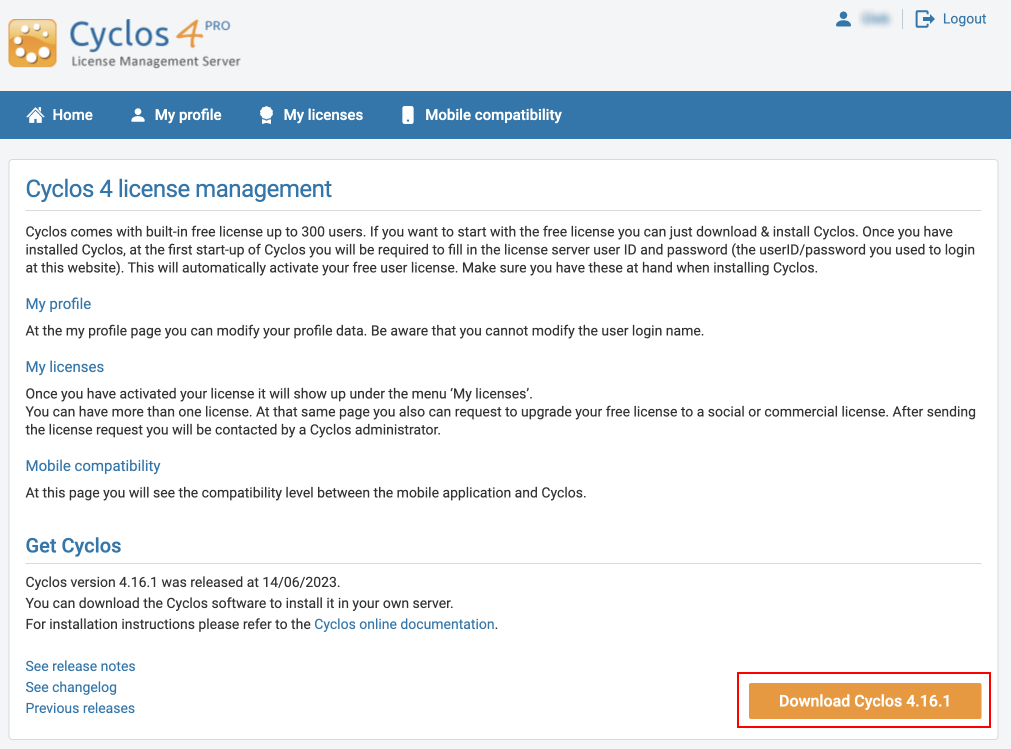 Cyclos 4 PRO
License Management Server
Logout
Home
My profile
My licenses
Mobile compatibility
Cyclos 4 license management
Cyclos comes with built-in free license up to 300 users. If you want to start with the free license you can just download & install Cyclos. Once you have
installed Cyclos, at the first start-up of Cyclos you will be required to fill in the license server user ID and password (the userID/password you used to login
at this website). This will automatically activate your free user license. Make sure you have these at hand when installing Cyclos.
My profile
At the my profile page you can modify your profile data. Be aware that you cannot modify the user login name.
My licenses
Once you have activated your license it will show up under the menu ‘My licenses’.
You can have more than one license. At that same page you also can request to upgrade your free license to a social or commercial license. After sending
the license request you will be contacted by a Cyclos administrator.
Mobile compatibility
At this page you will see the compatibility level between the mobile application and Cyclos.
Get Cyclos
Cyclos version 4.16.1 was released at 14/06/2023.
You can download the Cyclos software to install it in your own server.
For installation instructions please refer to the Cyclos online documentation.
See release notes
See changelog
Previous releases
Download Cyclos 4.16.1